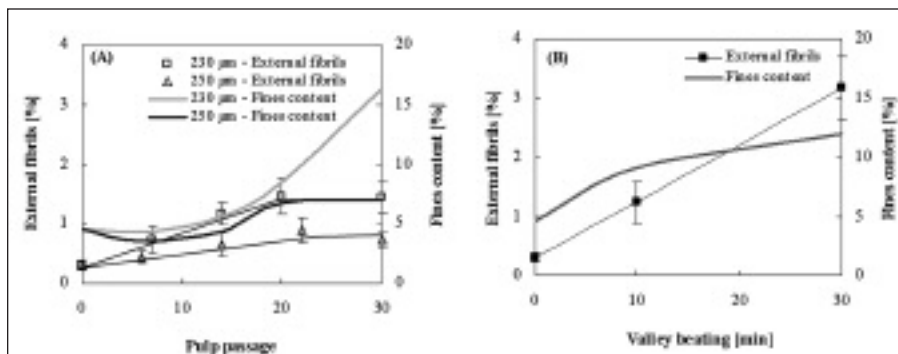 (A)
230 µm - External fibrils
250 µm - External fibrils
230 µm - Fines content
250 µm - Fines content
External fibrils [%]
4
3
2
1
0
Fines content [%]
20
15
10
5
0
0 10 20 30
Pulp passage
(B)
External fibrils
Fines content
External fibrils [%]
4
3
2
1
0
Fines content [%]
20
15
10
5
0
0 10 20 30
Valley beating [min]